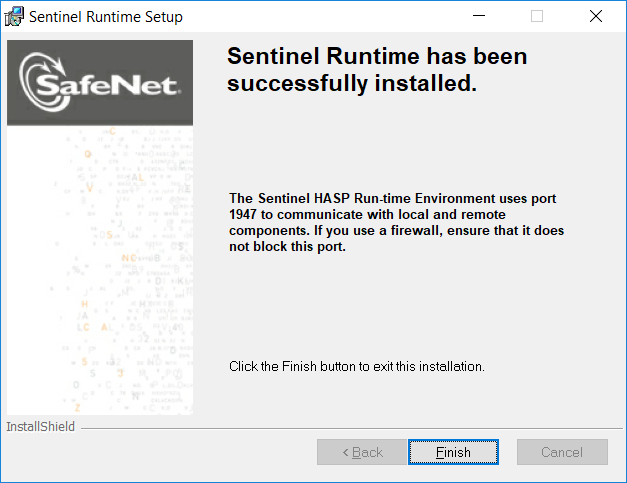 Sentinel Runtime Setup
SafeNet.
Sentinel Runtime has been
successfully installed.
The Sentinel HASP Run-time Environment uses port
1947 to communicate with local and remote
components. If you use a firewall, ensure that it does
not block this port.
Click the Finish button to exit this installation.
InstallShield
< Back
Finish
Cancel